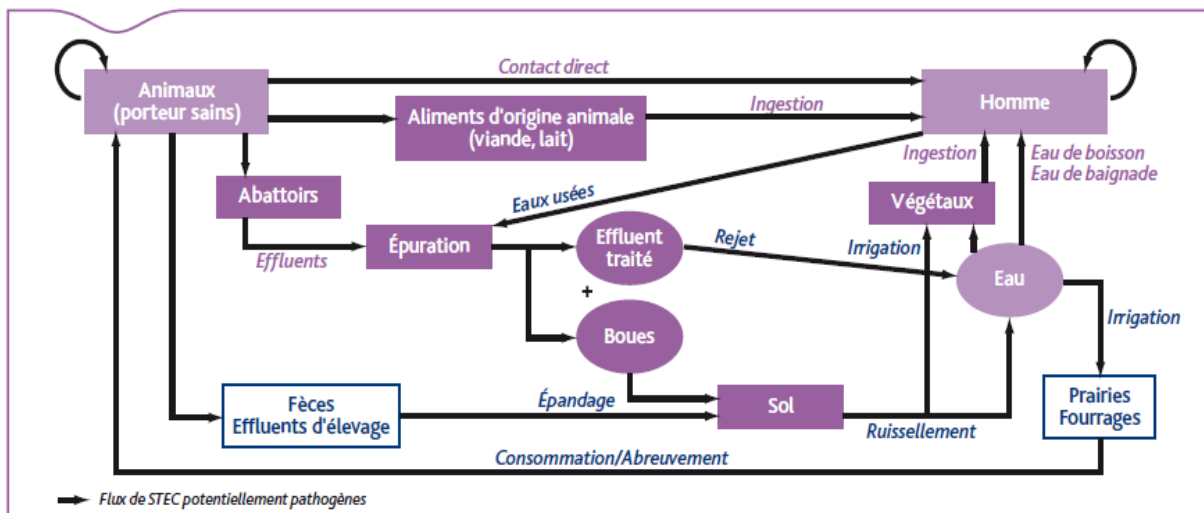 Contact direct
Animaux
(porteur sains)
Homme
Ingestion
Aliments d'origine animale
(viande, lait)
Ingestion
Eau de boisson
Eau de baignade
Abattoirs
Eaux usées
Végétaux
Épuration
Effluents
Effluent
traité
Rejet
Irrigation
Eau
+
Boues
Irrigation
Fèces
Effluents d'élevage
Épandage
Sol
Ruissellement
Prairies
Fourrages
Consommation/Abreuvement
Flux de STEC potentiellement pathogènes